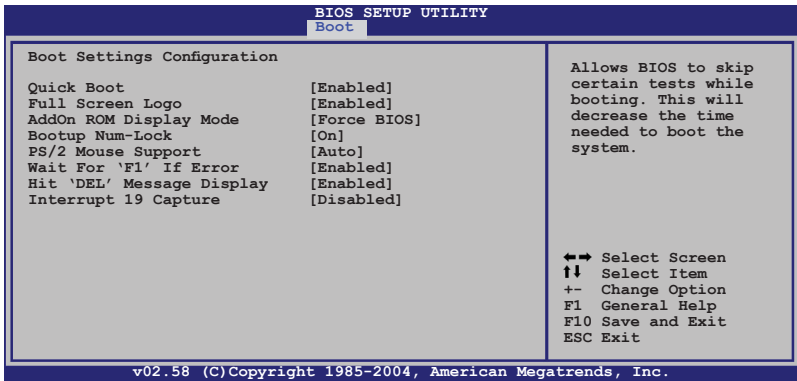 BIOS SETUP UTILITY
Boot
Boot Settings Configuration
Quick Boot [Enabled]
Full Screen Logo [Enabled]
AddOn ROM Display Mode [Force BIOS]
Bootup Num-Lock [On]
PS/2 Mouse Support [Auto]
Wait For ‘F1’ If Error [Enabled]
Hit ‘DEL’ Message Display [Enabled]
Interrupt 19 Capture [Disabled]
Allows BIOS to skip
certain tests while
booting. This will
decrease the time
needed to boot the
system.
←→ Select Screen
↑↓ Select Item
+- Change Option
F1 General Help
F10 Save and Exit
ESC Exit
v02.58 (C)Copyright 1985-2004, American Megatrends, Inc.